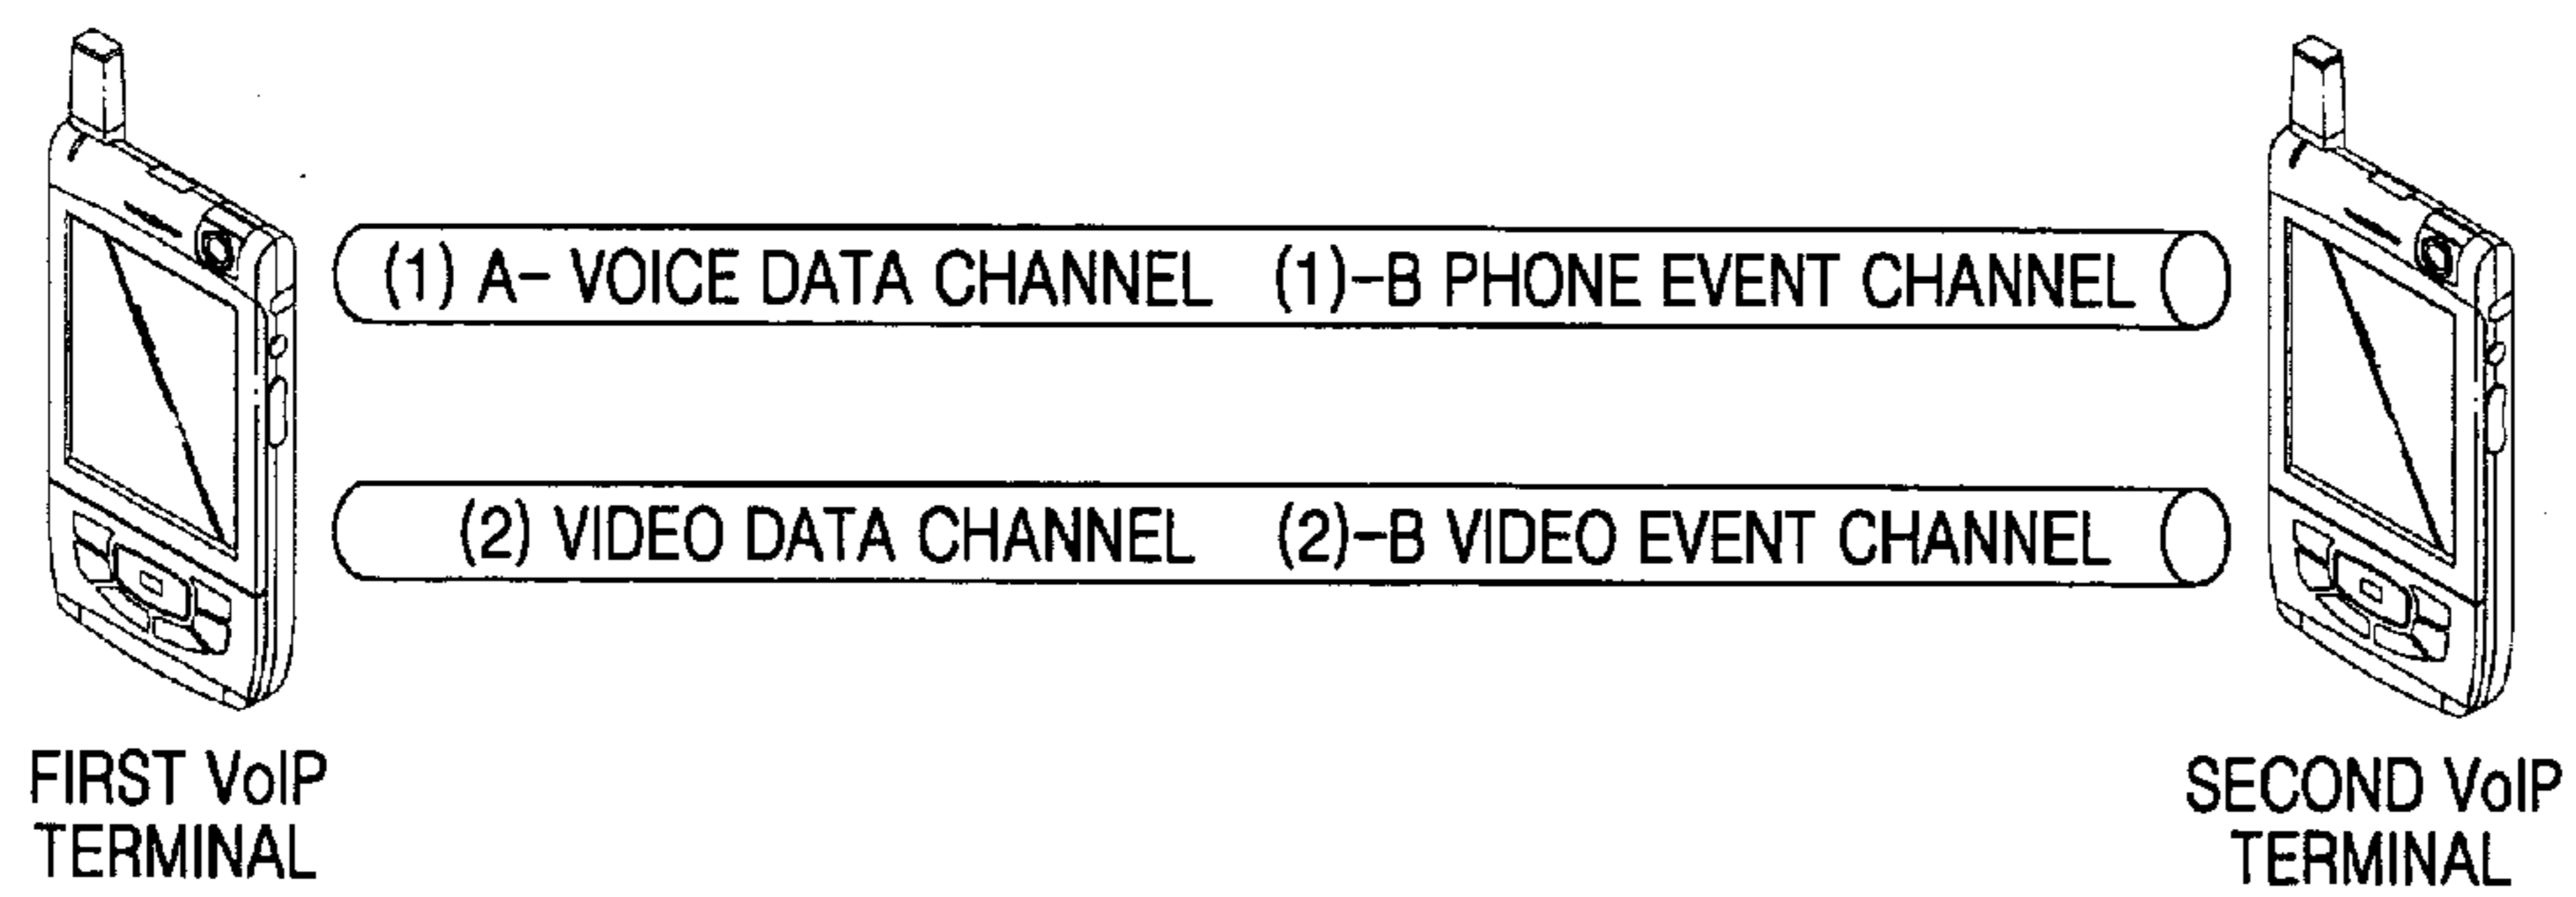 (1) A- VOICE DATA CHANNEL (1)-B PHONE EVENT CHANNEL
(2) VIDEO DATA CHANNEL (2)-B VIDEO EVENT CHANNEL
FIRST VoIP
TERMINAL
SECOND VoIP
TERMINAL